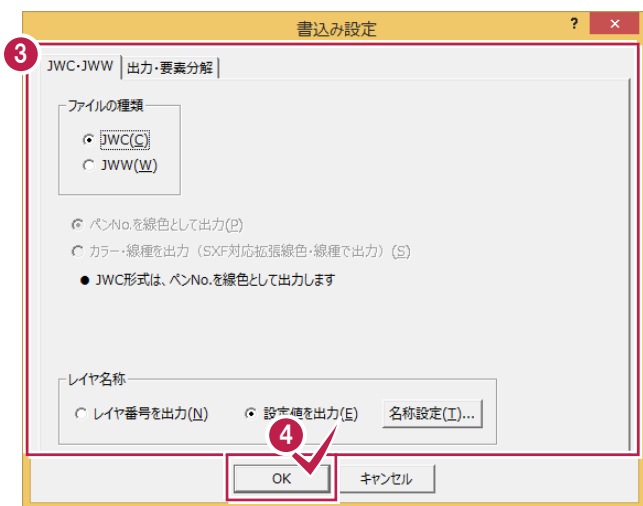 書込み設定
? ×
3
JWC・JWW 出力・要素分解
ファイルの種類
JWC(C)
JWW(W)
ペンNo.を線色として出力(P)
カラー・線種を出力（SXF対応拡張線色・線種で出力）(S)
● JWC形式は、ペンNo.を線色として出力します
レイヤ名称
レイヤ番号を出力(N) 設定値を出力(E) 名称設定(T)...
4
OK キャンセル